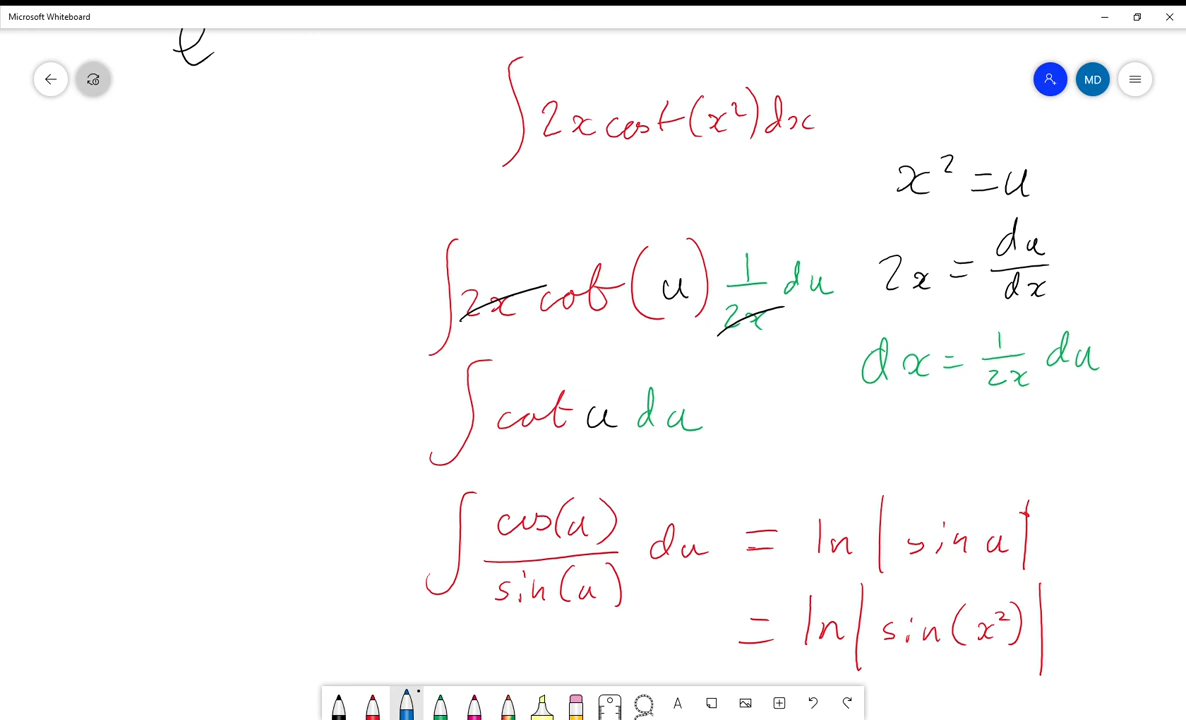 Microsoft Whiteboard
MD
∫ 2x cost(x²) dx
x² = u
∫ 2x cot(u) 1/2x du
2x = du/dx
dx = 1/2x du
∫ cot u du
∫ cos(u)/sin(u) du = ln |sin u|
= ln |sin(x²)|
A